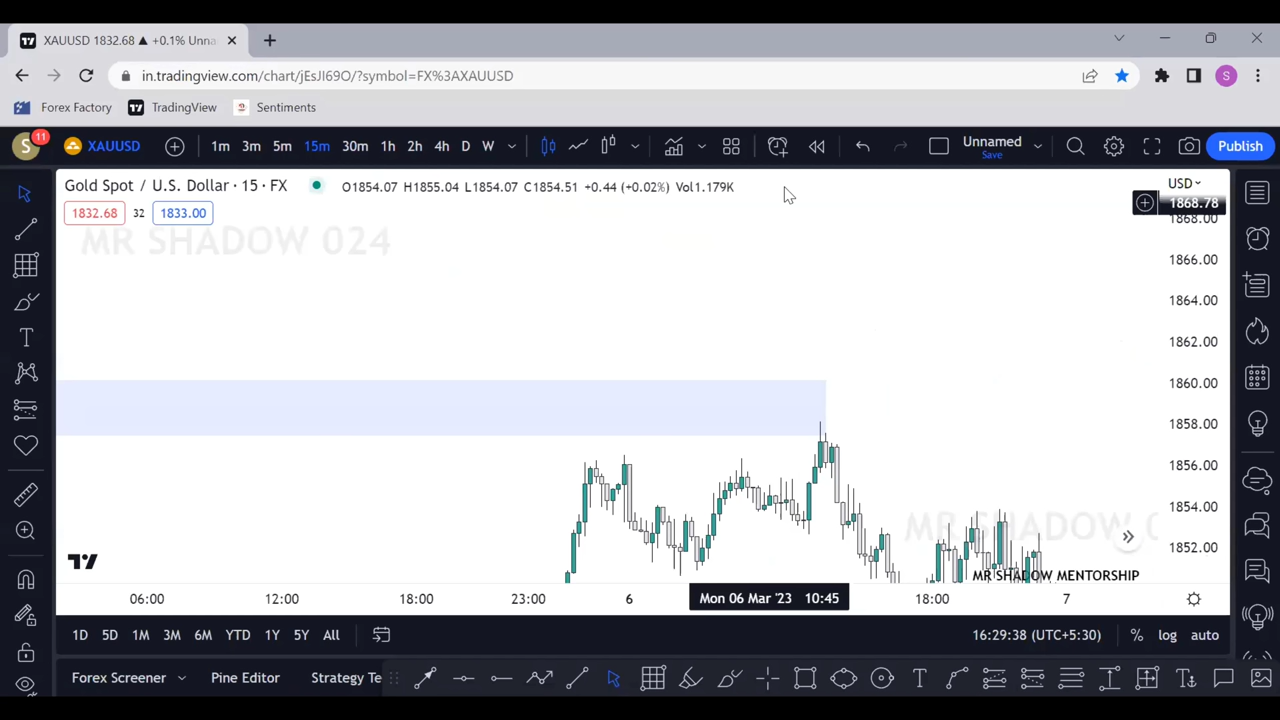 XAUUSD 1832.68 ▲ +0.1% Unna
in.tradingview.com/chart/jEsJI69O/?symbol=FX%3AXAUUSD
S
Forex Factory TradingView Sentiments
S 11 XAUUSD 1m 3m 5m 15m 30m 1h 2h 4h D W Unnamed Save Publish
Gold Spot / U.S. Dollar · 15 · FX O1854.07 H1855.04 L1854.07 C1854.51 +0.44 (+0.02%) Vol1.179K USD
1832.68 32 1833.00
1868.78
1868.00
MR SHADOW 024
1866.00
1864.00
1862.00
1860.00
1858.00
1856.00
1854.00
MR SHADOW 0
1852.00
MR SHADOW MENTORSHIP
06:00 12:00 18:00 23:00 6 Mon 06 Mar '23 10:45 18:00 7
1D 5D 1M 3M 6M YTD 1Y 5Y All 16:29:38 (UTC+5:30) % log auto
Forex Screener Pine Editor Strategy Te